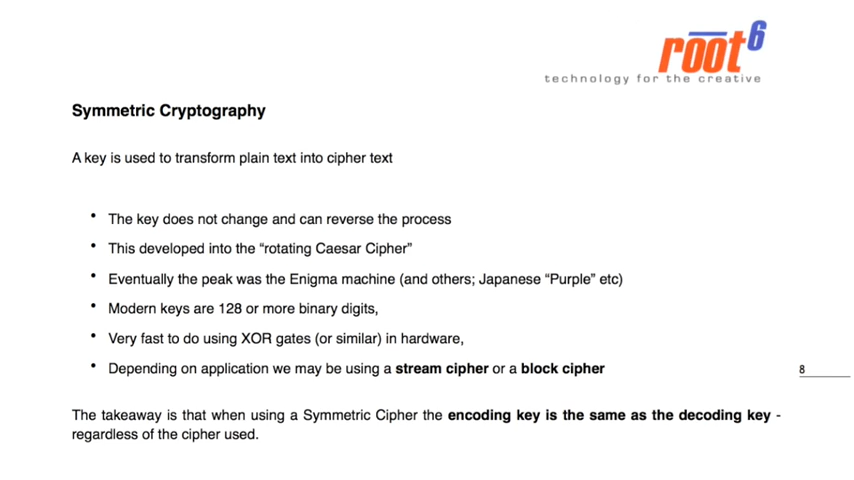 root6
technology for the creative
Symmetric Cryptography
A key is used to transform plain text into cipher text
• The key does not change and can reverse the process
• This developed into the “rotating Caesar Cipher”
• Eventually the peak was the Enigma machine (and others; Japanese “Purple” etc)
• Modern keys are 128 or more binary digits,
• Very fast to do using XOR gates (or similar) in hardware,
• Depending on application we may be using a stream cipher or a block cipher
8
The takeaway is that when using a Symmetric Cipher the encoding key is the same as the decoding key -
regardless of the cipher used.